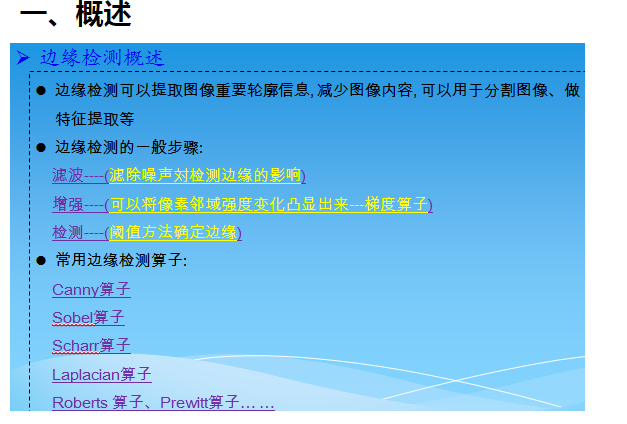 一、概述
➢ 边缘检测概述
● 边缘检测可以提取图像重要轮廓信息,减少图像内容,可以用于分割图像、做
特征提取等
● 边缘检测的一般步骤:
滤波----(滤除噪声对检测边缘的影响)
增强----(可以将像素邻域强度变化凸显出来---梯度算子)
检测----(阈值方法确定边缘)
● 常用边缘检测算子:
Canny算子
Sobel算子
Scharr算子
Laplacian算子
Roberts 算子、Prewitt算子… …